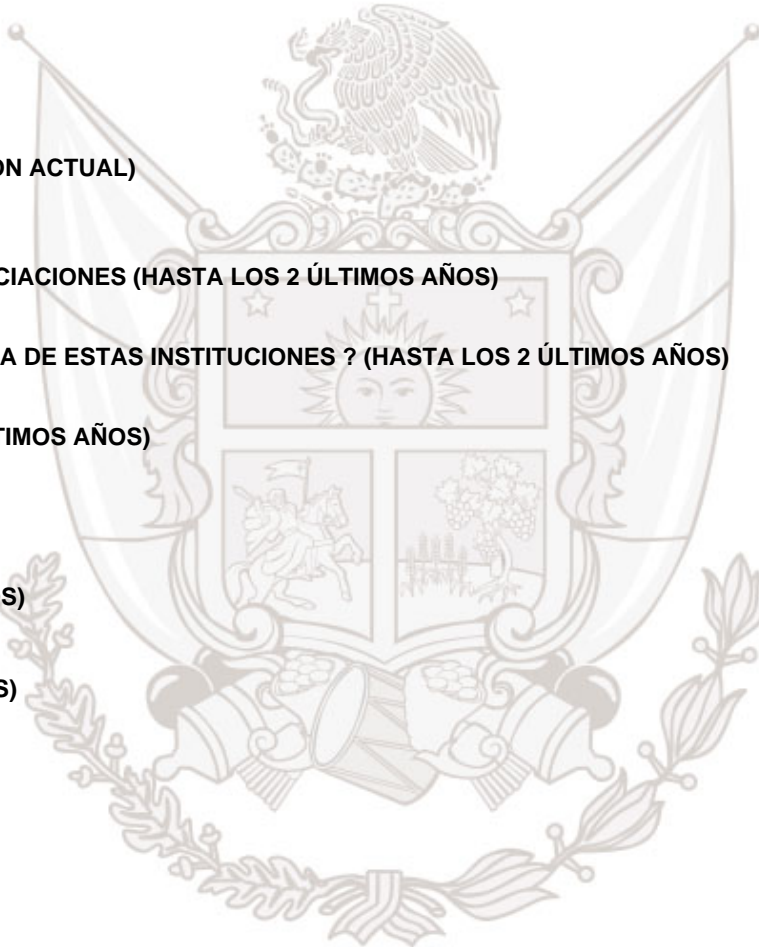 ON ACTUAL)
CIACIONES (HASTA LOS 2 ÚLTIMOS AÑOS)
A DE ESTAS INSTITUCIONES ? (HASTA LOS 2 ÚLTIMOS AÑOS)
TIMOS AÑOS)
S)
S)